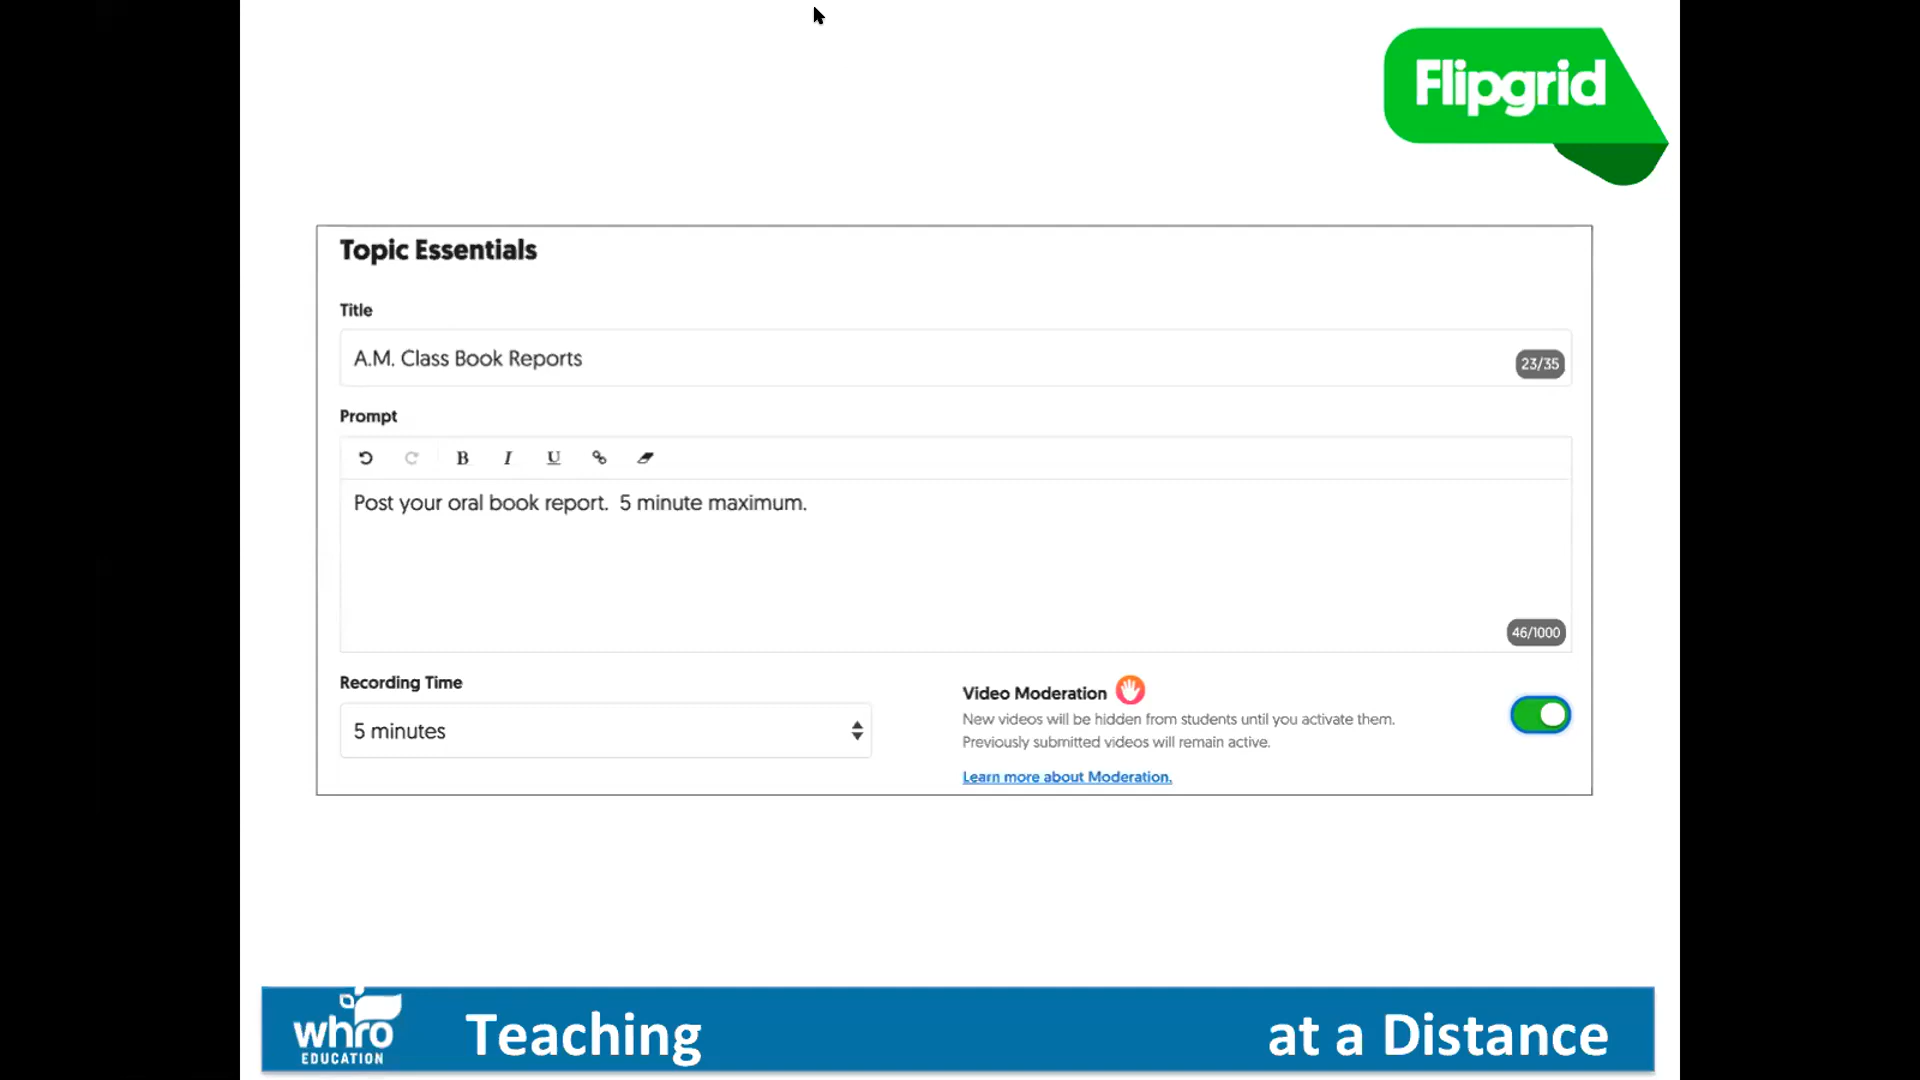 Flipgrid
Topic Essentials
Title
A.M. Class Book Reports
23/35
Prompt
B I U
Post your oral book report.  5 minute maximum.
46/1000
Recording Time
5 minutes
Video Moderation
New videos will be hidden from students until you activate them.
Previously submitted videos will remain active.
Learn more about Moderation.
whro
EDUCATION
Teaching at a Distance